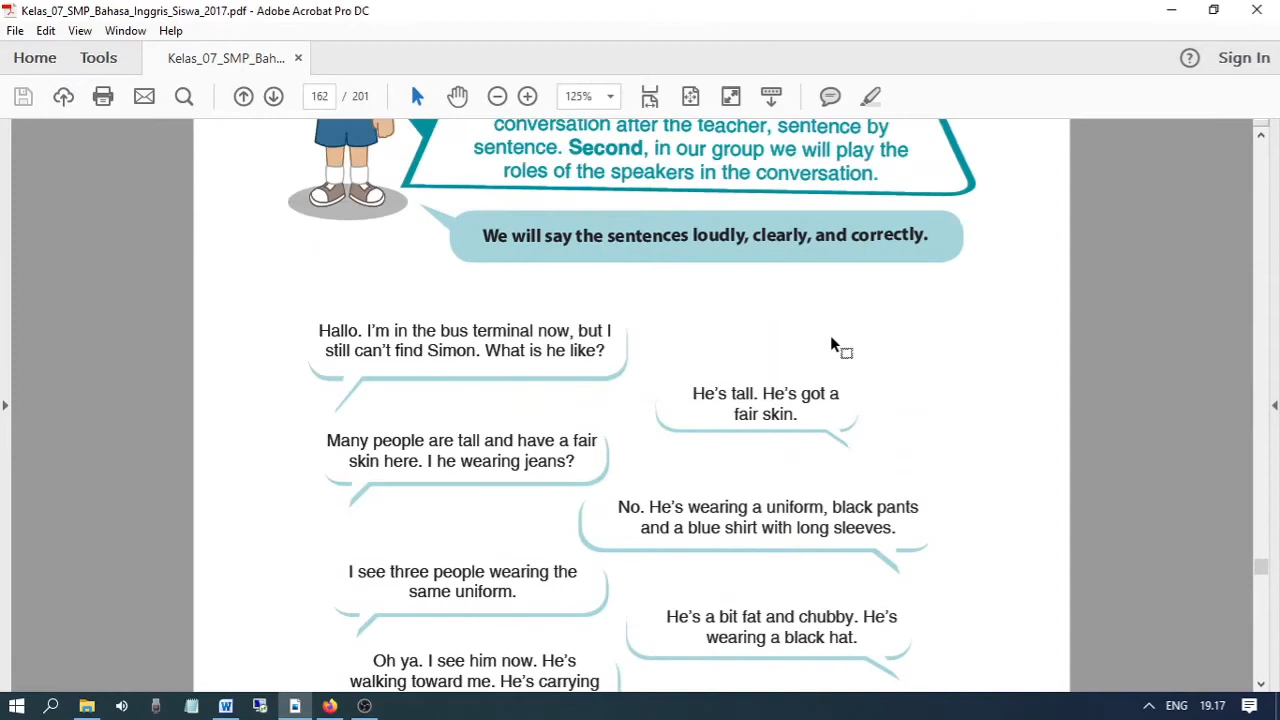 Kelas_07_SMP_Bahasa_Inggris_Siswa_2017.pdf - Adobe Acrobat Pro DC
File Edit View Window Help
Home Tools Kelas_07_SMP_Bah... × Sign In
162 / 201 125%
conversation after the teacher, sentence by
sentence. Second, in our group we will play the
roles of the speakers in the conversation.
We will say the sentences loudly, clearly, and correctly.
Hallo. I’m in the bus terminal now, but I
still can’t find Simon. What is he like?
He’s tall. He’s got a
fair skin.
Many people are tall and have a fair
skin here. I he wearing jeans?
No. He’s wearing a uniform, black pants
and a blue shirt with long sleeves.
I see three people wearing the
same uniform.
He’s a bit fat and chubby. He’s
wearing a black hat.
Oh ya. I see him now. He’s
walking toward me. He’s carrying
ENG 19.17